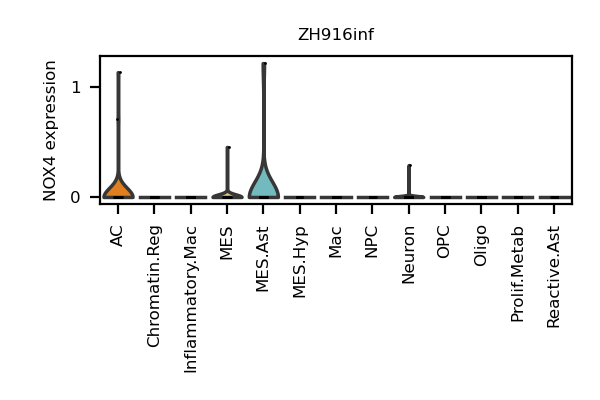 ZH916inf
NOX4 expression
1
0
AC
Chromatin.Reg
Inflammatory.Mac
MES
MES.Ast
MES.Hyp
Mac
NPC
Neuron
OPC
Oligo
Prolif.Metab
Reactive.Ast